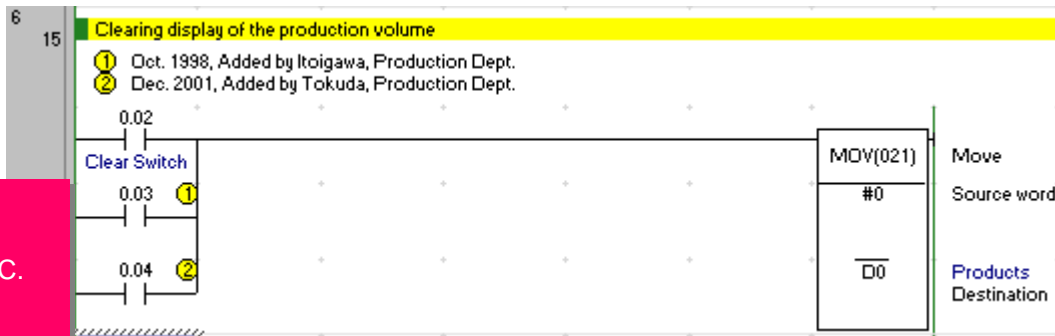 6
15
Clearing display of the production volume
1 Oct. 1998, Added by Itoigawa, Production Dept.
2 Dec. 2001, Added by Tokuda, Production Dept.
0.02
Clear Switch
MOV(021)
Move
0.03
1
#0
Source word
C.
0.04
2
D0
Products
Destination